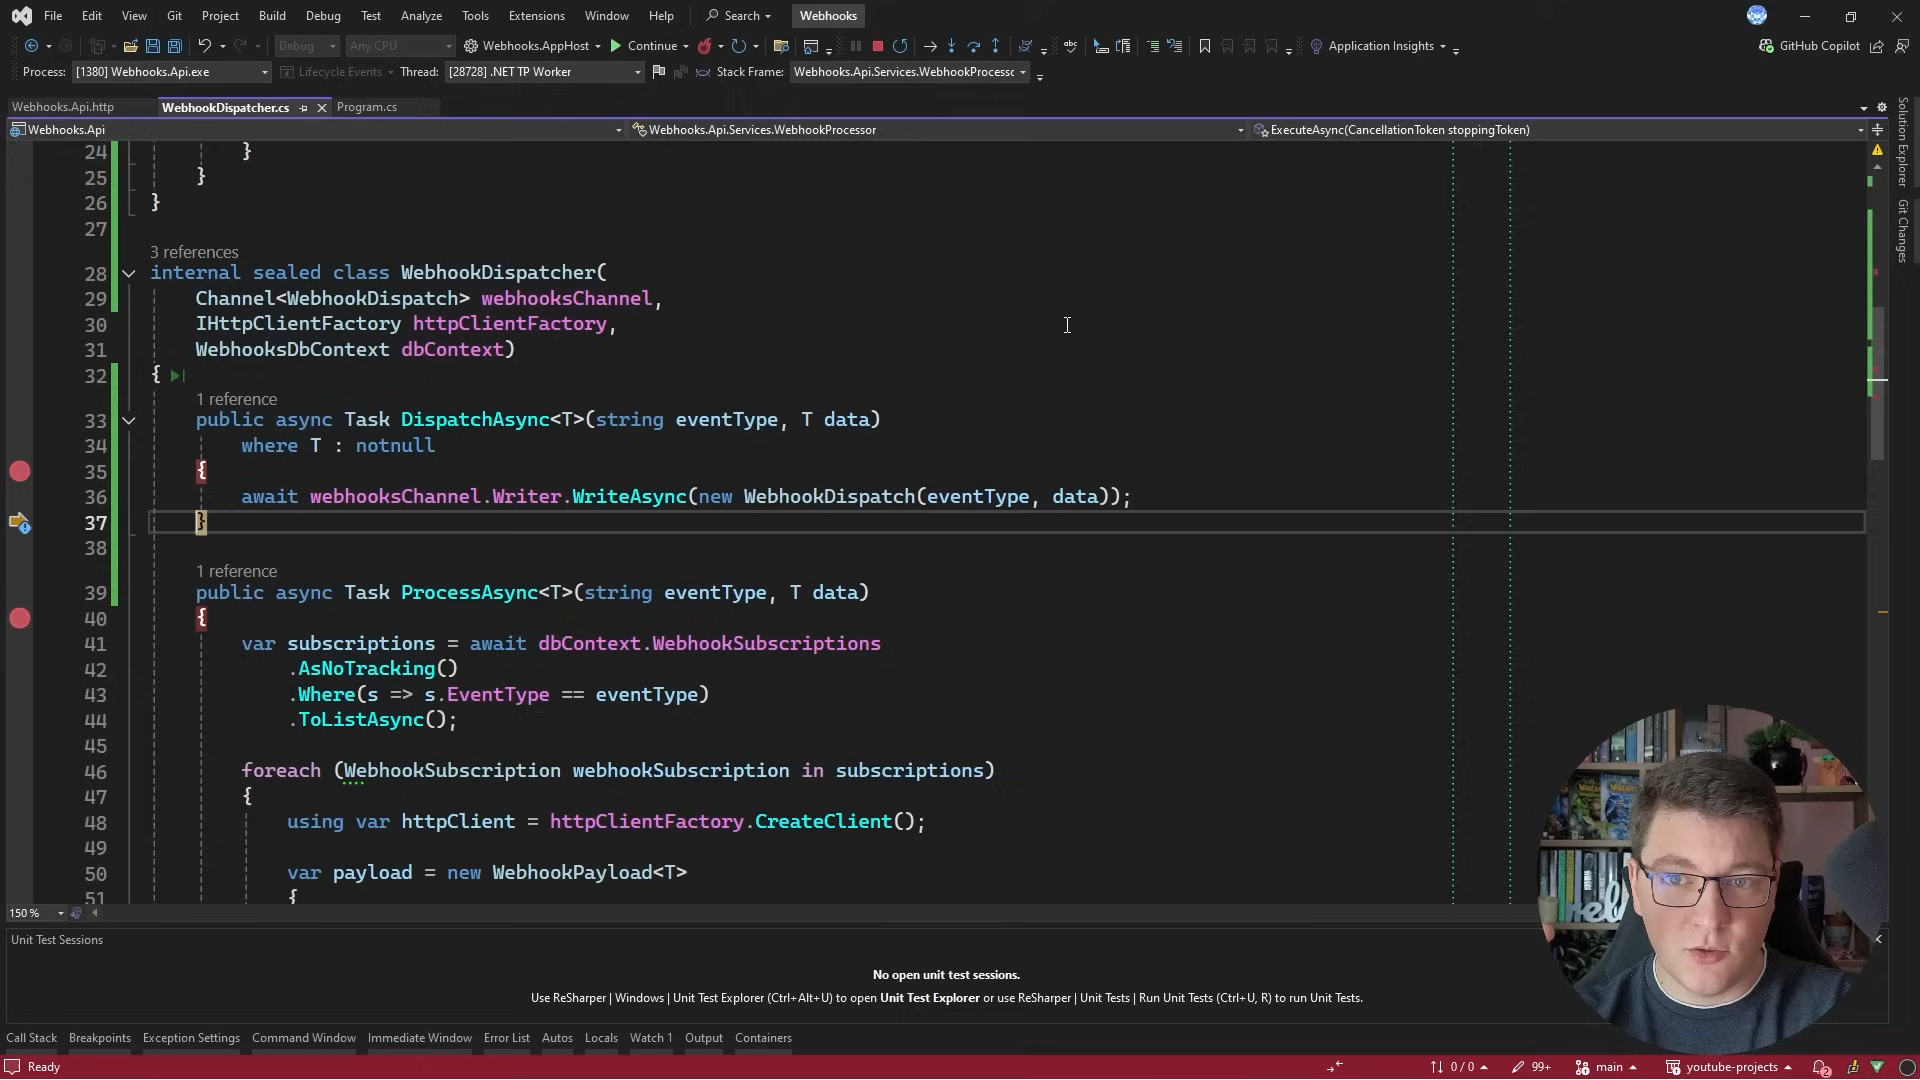 File Edit View Git Project Build Debug Test Analyze Tools Extensions Window Help Search Webhooks
Debug Any CPU Webhooks.AppHost Continue Application Insights GitHub Copilot
Process: [1380] Webhooks.Api.exe Lifecycle Events Thread: [28728] .NET TP Worker Stack Frame: Webhooks.Api.Services.WebhookProcessc
Webhooks.Api.http WebhookDispatcher.cs Program.cs
Webhooks.Api Webhooks.Api.Services.WebhookProcessor ExecuteAsync(CancellationToken stoppingToken)
24 }
25 }
26 }
27
3 references
28 internal sealed class WebhookDispatcher(
29 Channel<WebhookDispatch> webhooksChannel,
30 IHttpClientFactory httpClientFactory,
31 WebhooksDbContext dbContext)
32 {
1 reference
33 public async Task DispatchAsync<T>(string eventType, T data)
34 where T : notnull
35 {
36 await webhooksChannel.Writer.WriteAsync(new WebhookDispatch(eventType, data));
37 }
38
1 reference
39 public async Task ProcessAsync<T>(string eventType, T data)
40 {
41 var subscriptions = await dbContext.WebhookSubscriptions
42 .AsNoTracking()
43 .Where(s => s.EventType == eventType)
44 .ToListAsync();
45
46 foreach (WebhookSubscription webhookSubscription in subscriptions)
47 {
48 using var httpClient = httpClientFactory.CreateClient();
49
50 var payload = new WebhookPayload<T>
51 {
150 %
Solution Explorer
Git Changes
Unit Test Sessions
No open unit test sessions.
Use ReSharper | Windows | Unit Test Explorer (Ctrl+Alt+U) to open Unit Test Explorer or use ReSharper | Unit Tests | Run Unit Tests (Ctrl+U, R) to run Unit Tests.
Call Stack Breakpoints Exception Settings Command Window Immediate Window Error List Autos Locals Watch 1 Output Containers
Ready 0 / 0 99+ main youtube-projects 2